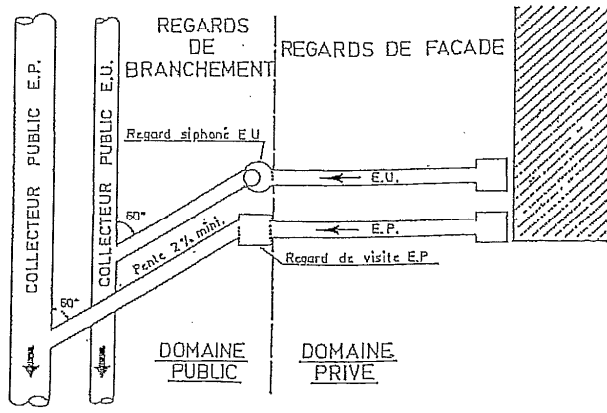 REGARDS
DE
BRANCHEMENT
REGARDS DE FACADE
COLLECTEUR PUBLIC E.P.
COLLECTEUR PUBLIC E.U.
Regard siphoné E.U
E.U.
60°
Pente 2% mini.
E.P.
Regard de visite E.P
60°
DOMAINE
PUBLIC
DOMAINE
PRIVE